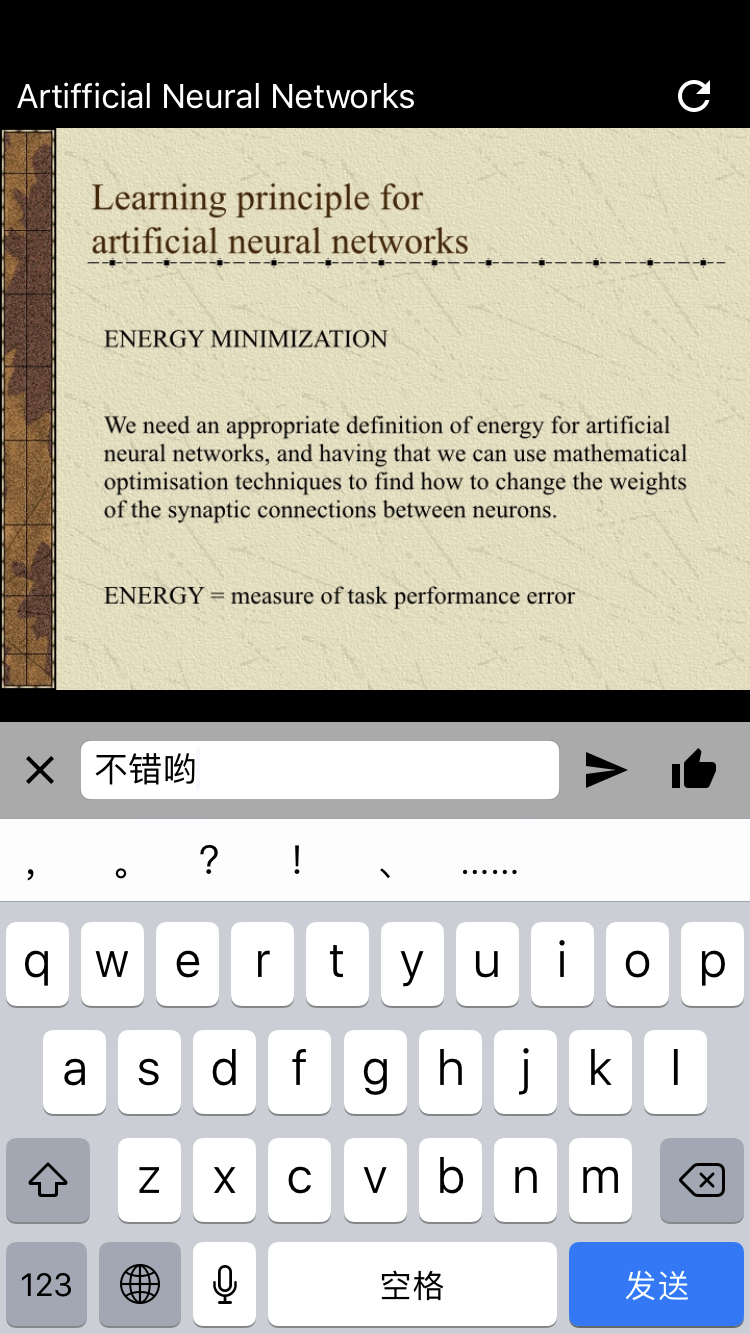 Artifficial Neural Networks
Learning principle for
artificial neural networks
ENERGY MINIMIZATION
We need an appropriate definition of energy for artificial
neural networks, and having that we can use mathematical
optimisation techniques to find how to change the weights
of the synaptic connections between neurons.
ENERGY = measure of task performance error
不错哟
， 。 ? ! 、 ……
q w e r t y u i o p
a s d f g h j k l
z x c v b n m
123 空格 发送